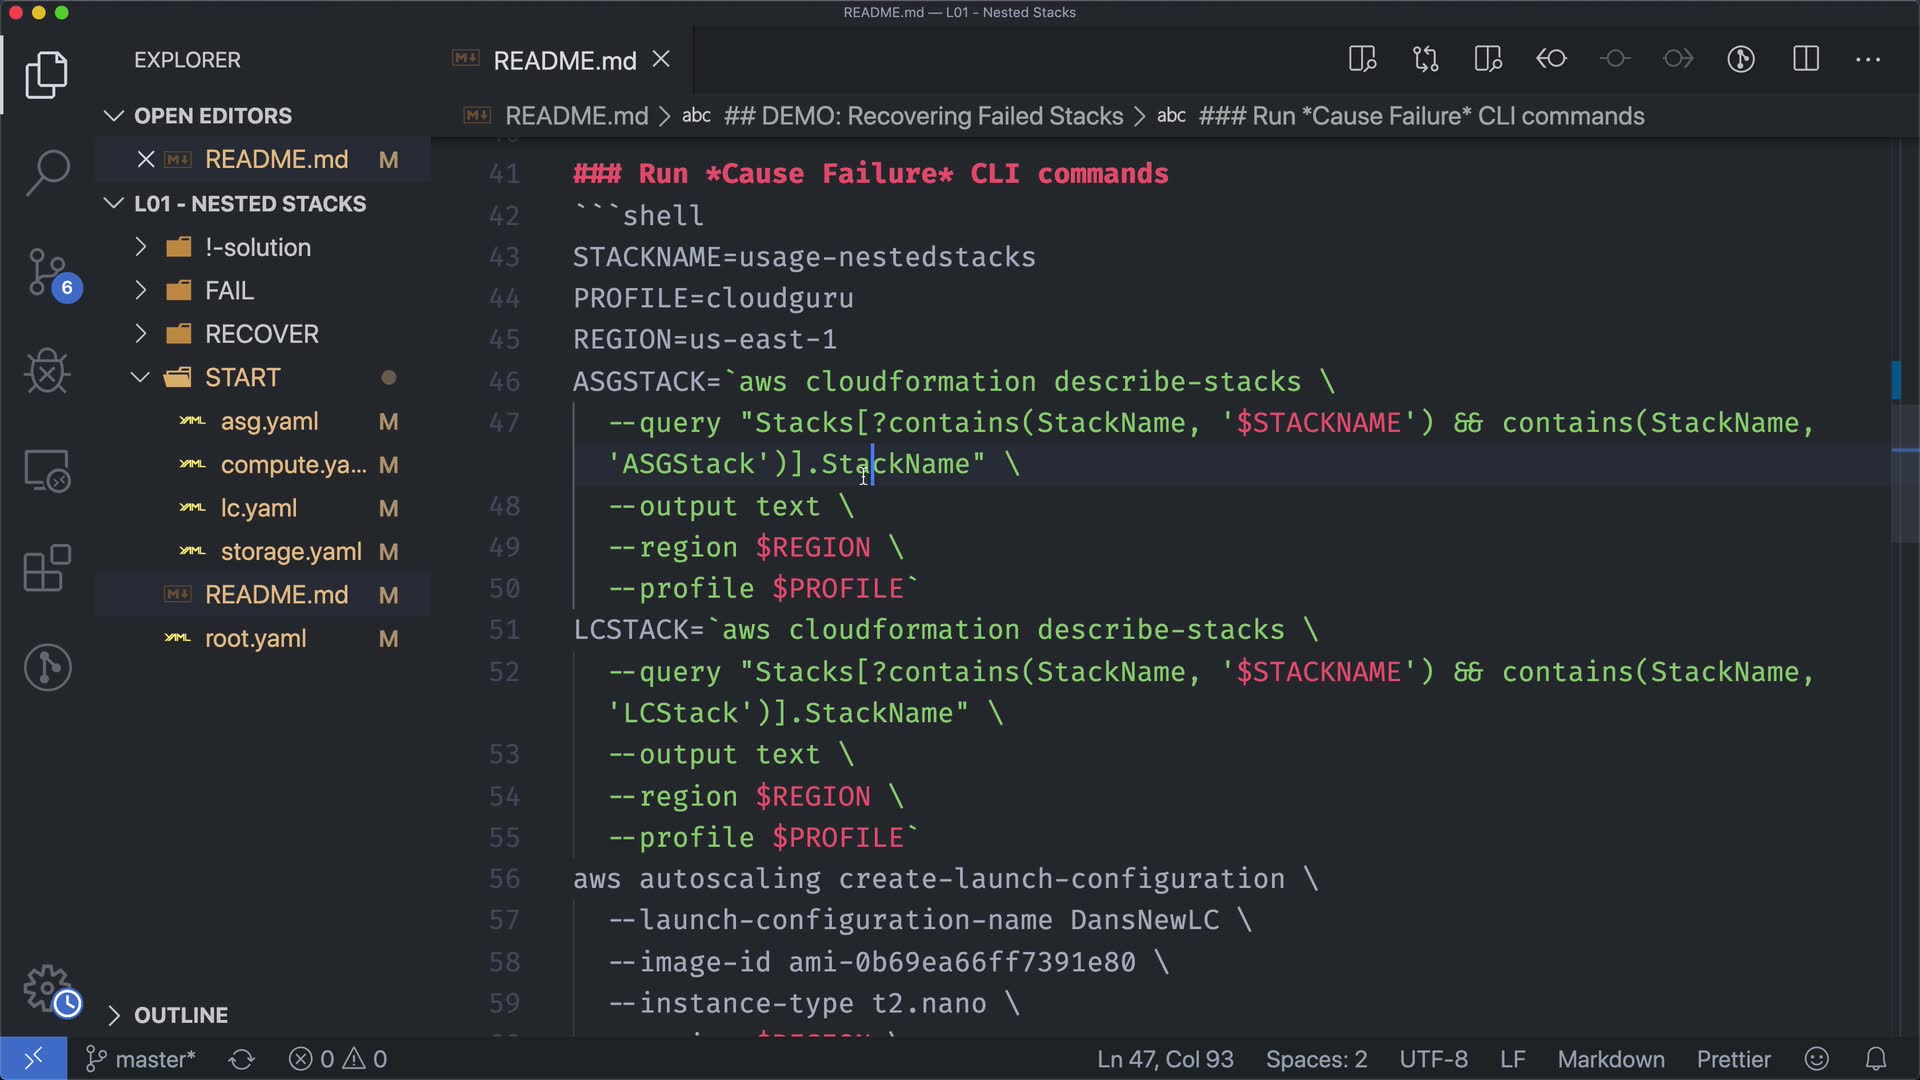 README.md — L01 - Nested Stacks
EXPLORER
README.md
OPEN EDITORS
README.md M
L01 - NESTED STACKS
!-solution
FAIL
RECOVER
START
asg.yaml M
compute.ya... M
lc.yaml M
storage.yaml M
README.md M
root.yaml M
OUTLINE
6
README.md > abc ## DEMO: Recovering Failed Stacks > abc ### Run *Cause Failure* CLI commands
41 ### Run *Cause Failure* CLI commands
42 ```shell
43 STACKNAME=usage-nestedstacks
44 PROFILE=cloudguru
45 REGION=us-east-1
46 ASGSTACK=`aws cloudformation describe-stacks \
47 --query "Stacks[?contains(StackName, '$STACKNAME') && contains(StackName,
'ASGStack')].StackName" \
48 --output text \
49 --region $REGION \
50 --profile $PROFILE`
51 LCSTACK=`aws cloudformation describe-stacks \
52 --query "Stacks[?contains(StackName, '$STACKNAME') && contains(StackName,
'LCStack')].StackName" \
53 --output text \
54 --region $REGION \
55 --profile $PROFILE`
56 aws autoscaling create-launch-configuration \
57 --launch-configuration-name DansNewLC \
58 --image-id ami-0b69ea66ff7391e80 \
59 --instance-type t2.nano \
master* 0 0
Ln 47, Col 93 Spaces: 2 UTF-8 LF Markdown Prettier